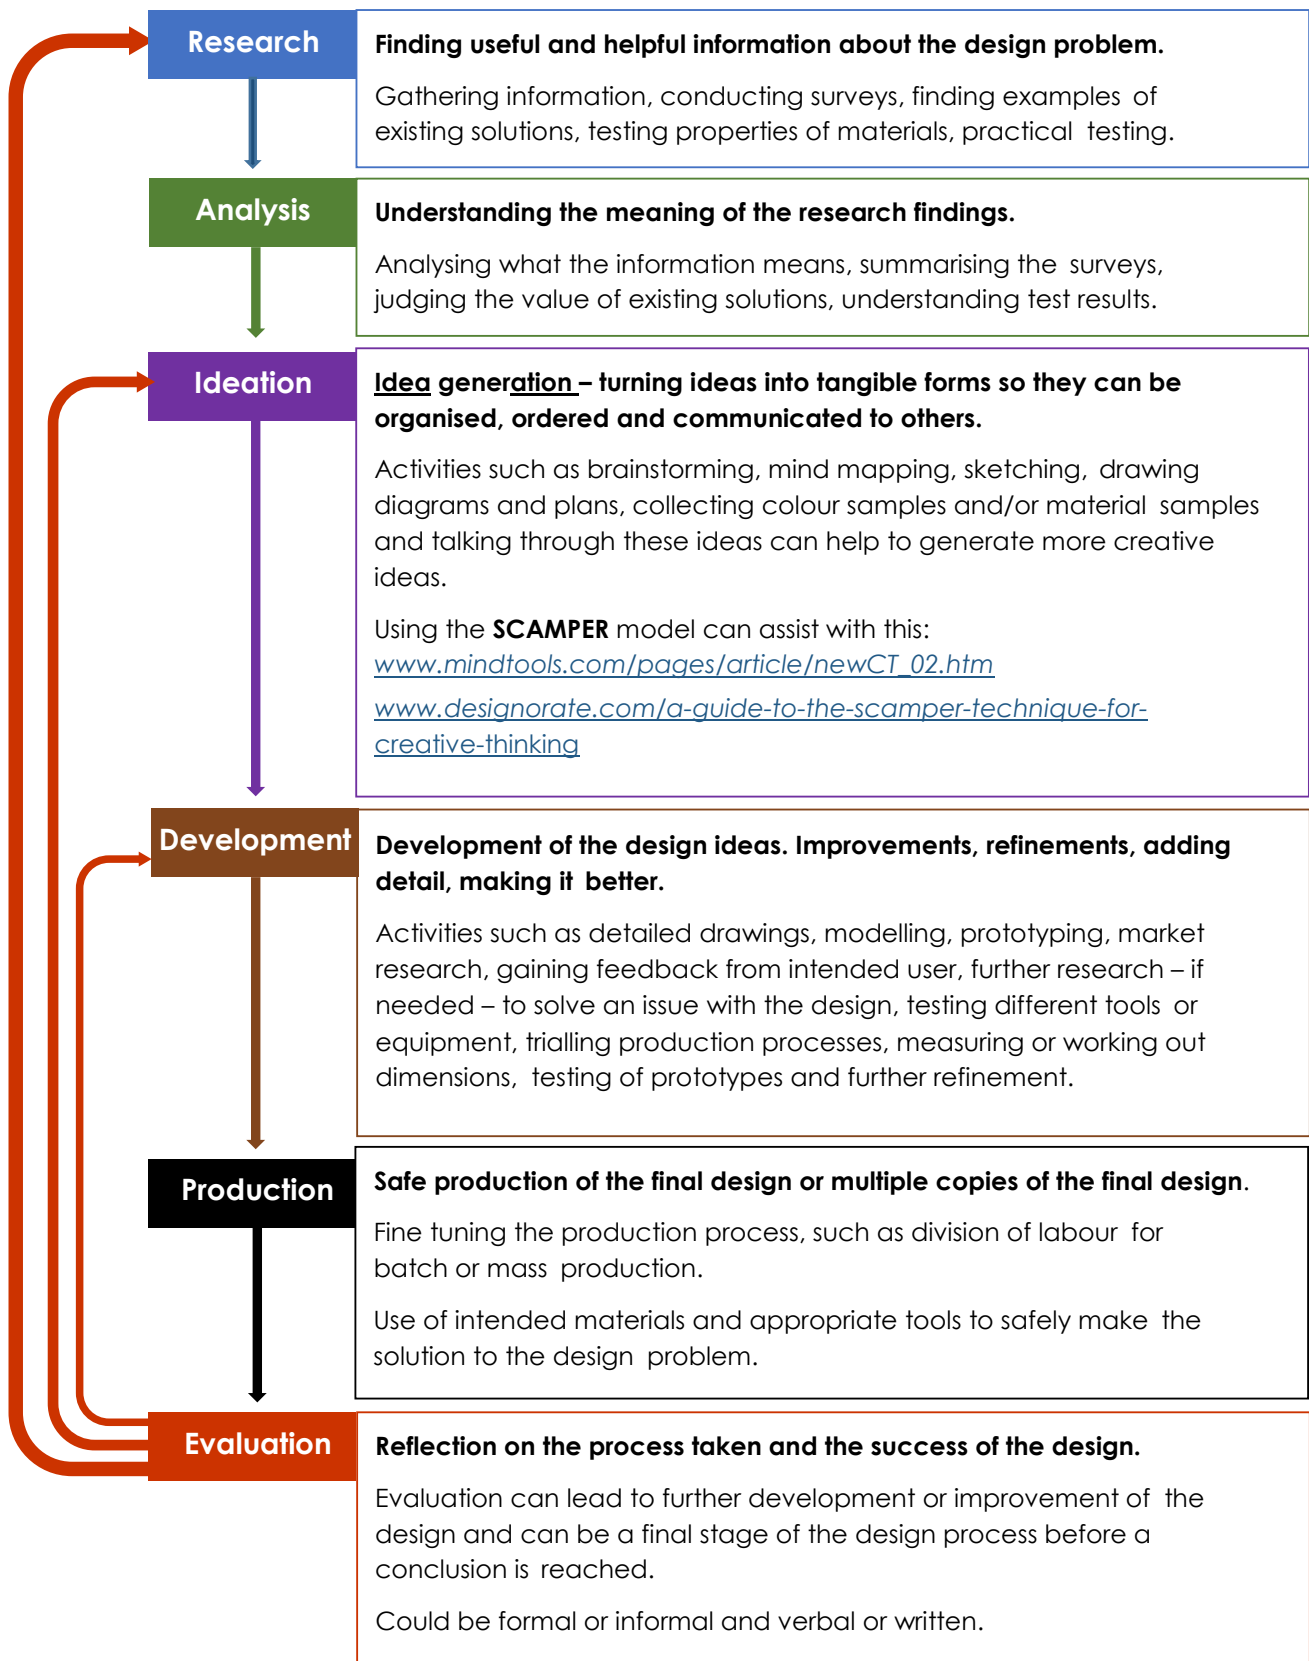 Research
Finding useful and helpful information about the design problem.
Gathering information, conducting surveys, finding examples of
existing solutions, testing properties of materials, practical testing.
Analysis
Understanding the meaning of the research findings.
Analysing what the information means, summarising the surveys,
judging the value of existing solutions, understanding test results.
Ideation
Idea generation – turning ideas into tangible forms so they can be
organised, ordered and communicated to others.
Activities such as brainstorming, mind mapping, sketching, drawing
diagrams and plans, collecting colour samples and/or material samples
and talking through these ideas can help to generate more creative
ideas.
Using the SCAMPER model can assist with this:
www.mindtools.com/pages/article/newCT_02.htm
www.designorate.com/a-guide-to-the-scamper-technique-for-
creative-thinking
Development
Development of the design ideas. Improvements, refinements, adding
detail, making it better.
Activities such as detailed drawings, modelling, prototyping, market
research, gaining feedback from intended user, further research – if
needed – to solve an issue with the design, testing different tools or
equipment, trialling production processes, measuring or working out
dimensions, testing of prototypes and further refinement.
Production
Safe production of the final design or multiple copies of the final design.
Fine tuning the production process, such as division of labour for
batch or mass production.
Use of intended materials and appropriate tools to safely make the
solution to the design problem.
Evaluation
Reflection on the process taken and the success of the design.
Evaluation can lead to further development or improvement of the
design and can be a final stage of the design process before a
conclusion is reached.
Could be formal or informal and verbal or written.